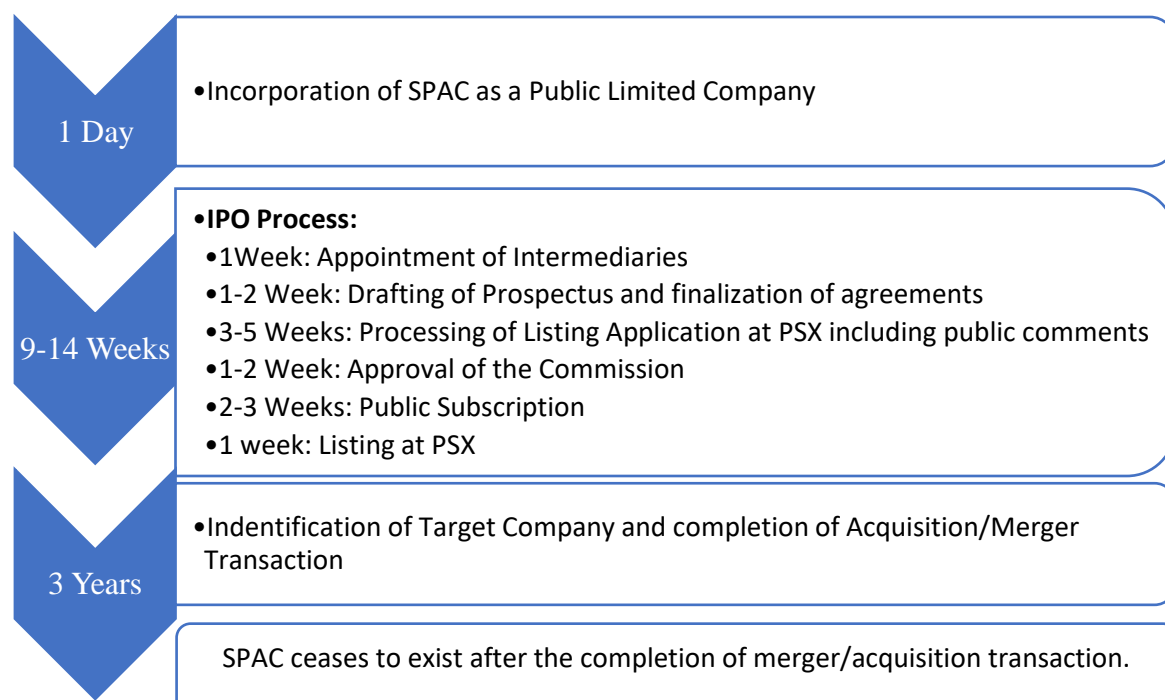 1 Day
•Incorporation of SPAC as a Public Limited Company
9-14 Weeks
•IPO Process:
•1Week: Appointment of Intermediaries
•1-2 Week: Drafting of Prospectus and finalization of agreements
•3-5 Weeks: Processing of Listing Application at PSX including public comments
•1-2 Week: Approval of the Commission
•2-3 Weeks: Public Subscription
•1 week: Listing at PSX
3 Years
•Indentification of Target Company and completion of Acquisition/Merger
Transaction
SPAC ceases to exist after the completion of merger/acquisition transaction.